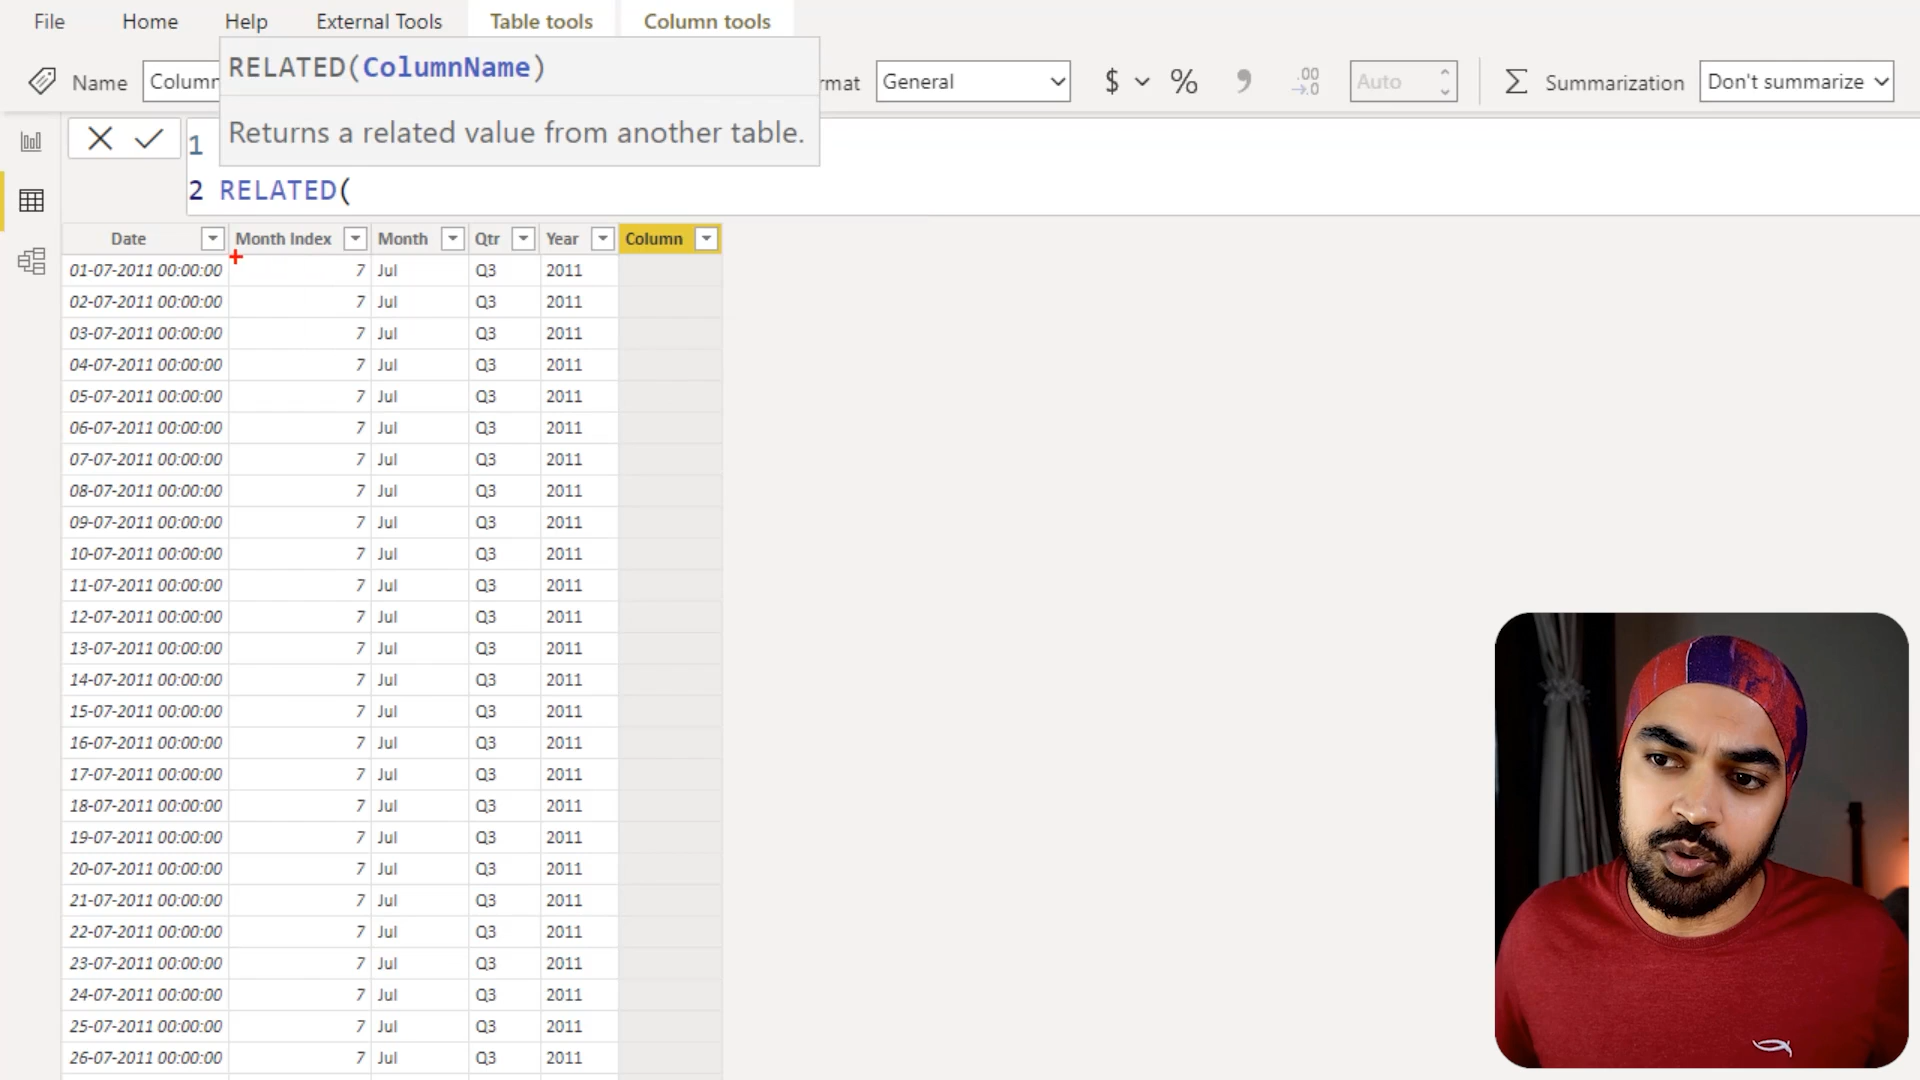 File Home Help External Tools Table tools Column tools
RELATED(ColumnName)
Name Column rmat General $ % .00 Auto Summarization Don't summarize
Returns a related value from another table.
1
2 RELATED(
Date Month Index Month Qtr Year Column
01-07-2011 00:00:00 7 Jul Q3 2011
02-07-2011 00:00:00 7 Jul Q3 2011
03-07-2011 00:00:00 7 Jul Q3 2011
04-07-2011 00:00:00 7 Jul Q3 2011
05-07-2011 00:00:00 7 Jul Q3 2011
06-07-2011 00:00:00 7 Jul Q3 2011
07-07-2011 00:00:00 7 Jul Q3 2011
08-07-2011 00:00:00 7 Jul Q3 2011
09-07-2011 00:00:00 7 Jul Q3 2011
10-07-2011 00:00:00 7 Jul Q3 2011
11-07-2011 00:00:00 7 Jul Q3 2011
12-07-2011 00:00:00 7 Jul Q3 2011
13-07-2011 00:00:00 7 Jul Q3 2011
14-07-2011 00:00:00 7 Jul Q3 2011
15-07-2011 00:00:00 7 Jul Q3 2011
16-07-2011 00:00:00 7 Jul Q3 2011
17-07-2011 00:00:00 7 Jul Q3 2011
18-07-2011 00:00:00 7 Jul Q3 2011
19-07-2011 00:00:00 7 Jul Q3 2011
20-07-2011 00:00:00 7 Jul Q3 2011
21-07-2011 00:00:00 7 Jul Q3 2011
22-07-2011 00:00:00 7 Jul Q3 2011
23-07-2011 00:00:00 7 Jul Q3 2011
24-07-2011 00:00:00 7 Jul Q3 2011
25-07-2011 00:00:00 7 Jul Q3 2011
26-07-2011 00:00:00 7 Jul Q3 2011